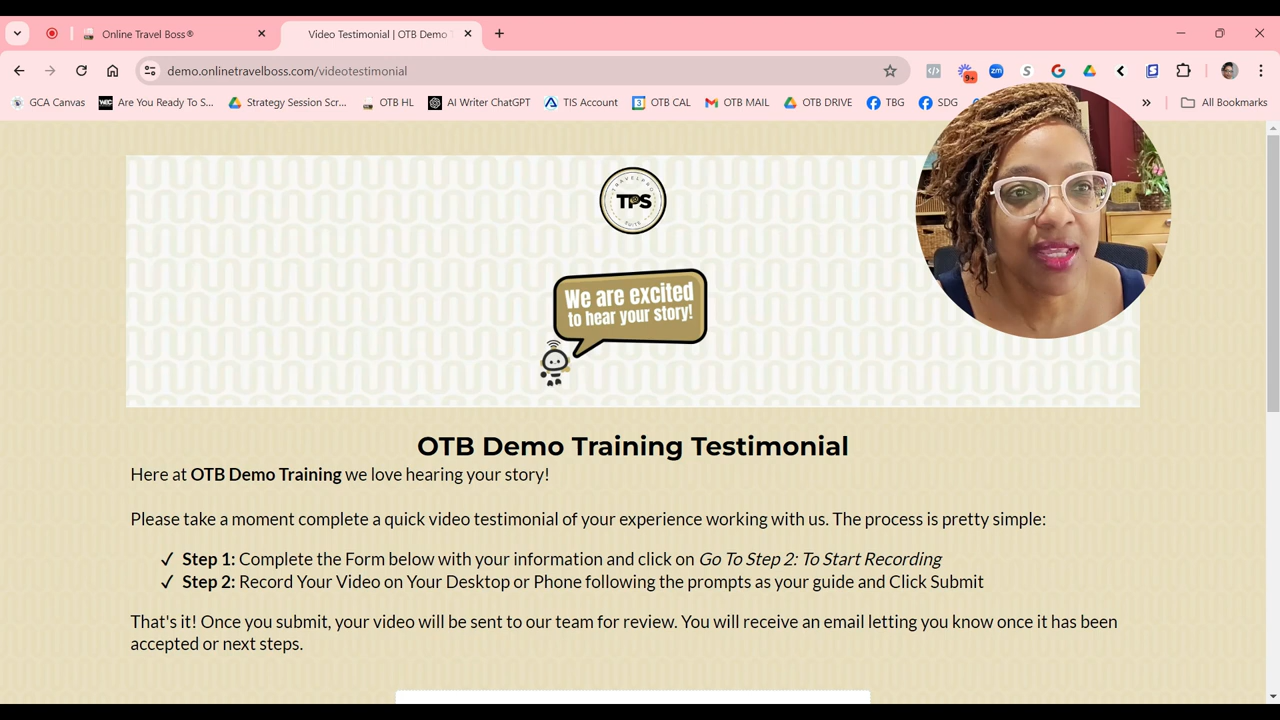 Online Travel Boss®
Video Testimonial | OTB Demo T
demo.onlinetravelboss.com/videotestimonial
9+
zm
GCA Canvas
Are You Ready To S...
Strategy Session Scr...
OTB HL
AI Writer ChatGPT
TIS Account
OTB CAL
OTB MAIL
OTB DRIVE
TBG
SDG
All Bookmarks
TPS
SUITE
We are excited
to hear your story!
OTB Demo Training Testimonial
Here at OTB Demo Training we love hearing your story!
Please take a moment complete a quick video testimonial of your experience working with us. The process is pretty simple:
✓ Step 1: Complete the Form below with your information and click on Go To Step 2: To Start Recording
✓ Step 2: Record Your Video on Your Desktop or Phone following the prompts as your guide and Click Submit
That's it! Once you submit, your video will be sent to our team for review. You will receive an email letting you know once it has been
accepted or next steps.